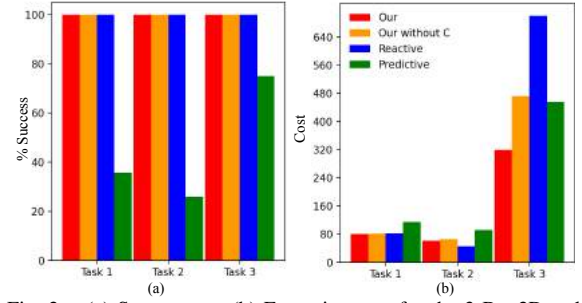 100
80
60
40
20
0
% Success
Task 1
Task 2
Task 3
(a)
Our
Our without C
Reactive
Predictive
640
560
480
400
320
240
160
80
0
Cost
Task 1
Task 2
Task 3
(b)